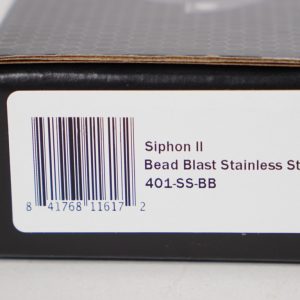 Siphon II
Bead Blast Stainless St
401-SS-BB
8 41768 11617 2